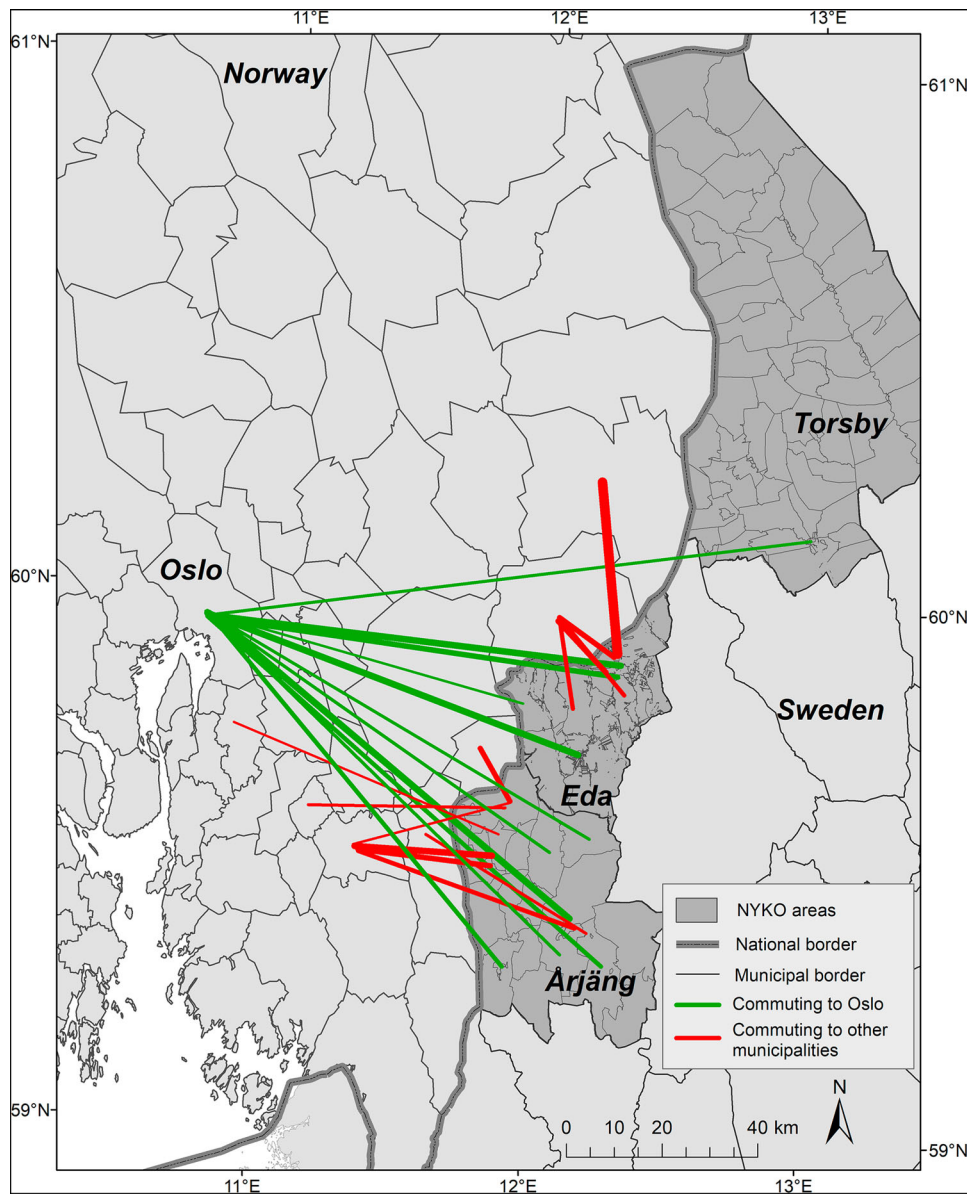 11°E 12°E 13°E
61°N
Norway
61°N
Torsby
Oslo
60°N
60°N
Sweden
Eda
NYKO areas
National border
Municipal border
Årjäng
Commuting to Oslo
Commuting to other
municipalities
N
59°N
0 10 20 40 km
59°N
11°E 12°E 13°E